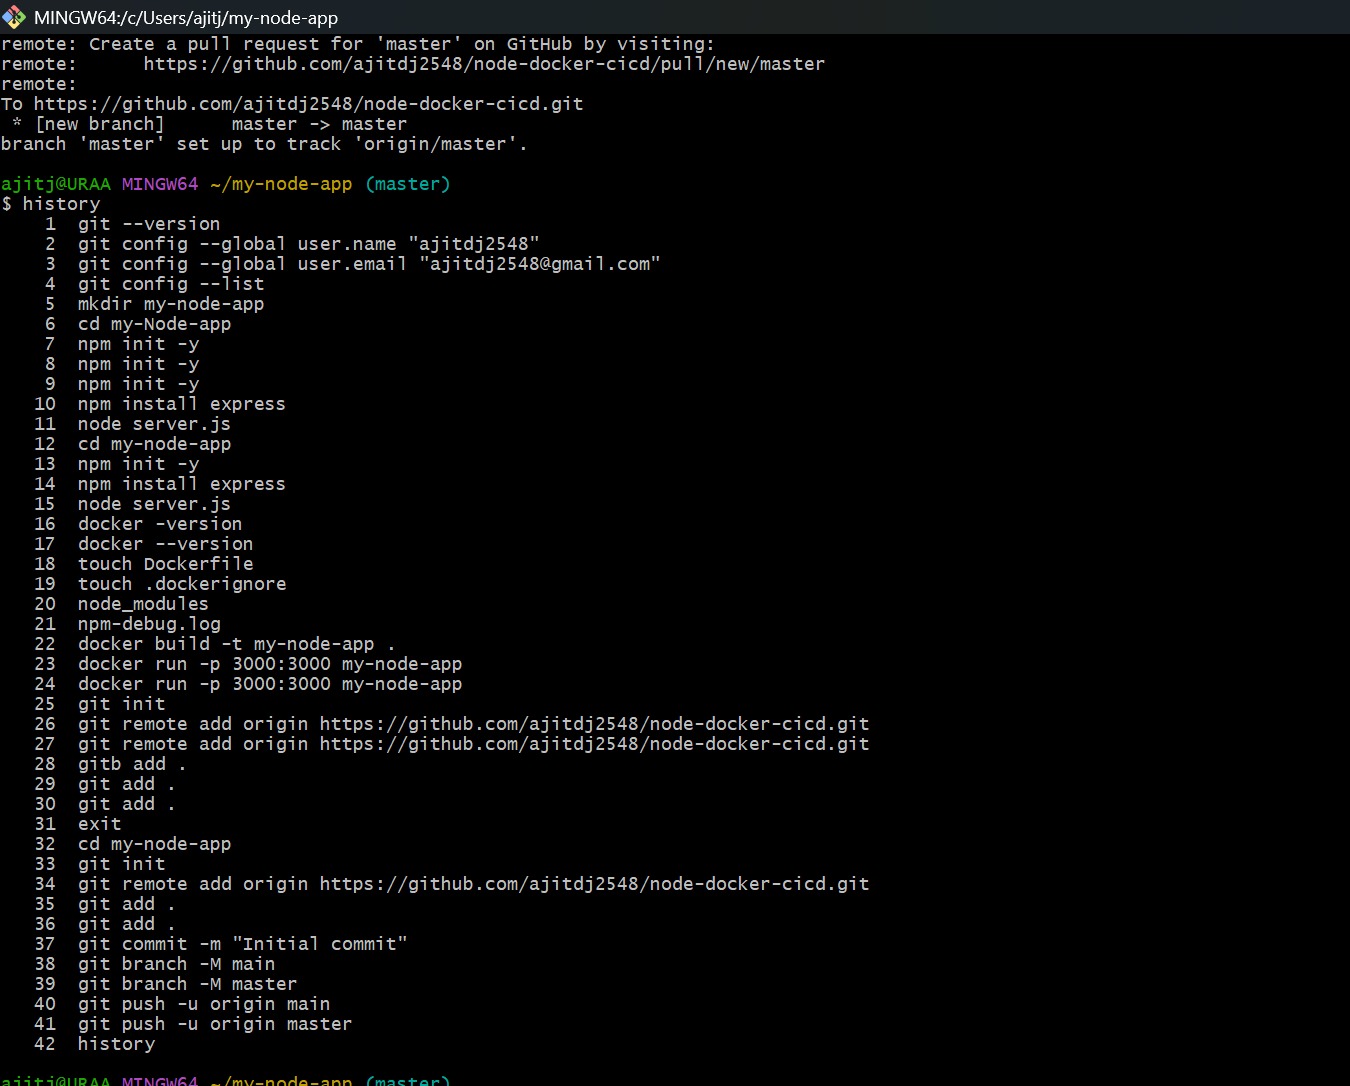 MINGW64:/c/Users/ajitj/my-node-app
remote: Create a pull request for 'master' on GitHub by visiting:
remote:      https://github.com/ajitdj2548/node-docker-cicd/pull/new/master
remote:
To https://github.com/ajitdj2548/node-docker-cicd.git
 * [new branch]      master -> master
branch 'master' set up to track 'origin/master'.
ajitj@URAA MINGW64 ~/my-node-app (master)
$ history
    1  git --version
    2  git config --global user.name "ajitdj2548"
    3  git config --global user.email "ajitdj2548@gmail.com"
    4  git config --list
    5  mkdir my-node-app
    6  cd my-Node-app
    7  npm init -y
    8  npm init -y
    9  npm init -y
   10  npm install express
   11  node server.js
   12  cd my-node-app
   13  npm init -y
   14  npm install express
   15  node server.js
   16  docker -version
   17  docker --version
   18  touch Dockerfile
   19  touch .dockerignore
   20  node_modules
   21  npm-debug.log
   22  docker build -t my-node-app .
   23  docker run -p 3000:3000 my-node-app
   24  docker run -p 3000:3000 my-node-app
   25  git init
   26  git remote add origin https://github.com/ajitdj2548/node-docker-cicd.git
   27  git remote add origin https://github.com/ajitdj2548/node-docker-cicd.git
   28  gitb add .
   29  git add .
   30  git add .
   31  exit
   32  cd my-node-app
   33  git init
   34  git remote add origin https://github.com/ajitdj2548/node-docker-cicd.git
   35  git add .
   36  git add .
   37  git commit -m "Initial commit"
   38  git branch -M main
   39  git branch -M master
   40  git push -u origin main
   41  git push -u origin master
   42  history
ajitj@URAA MINGW64 ~/my-node-app (master)